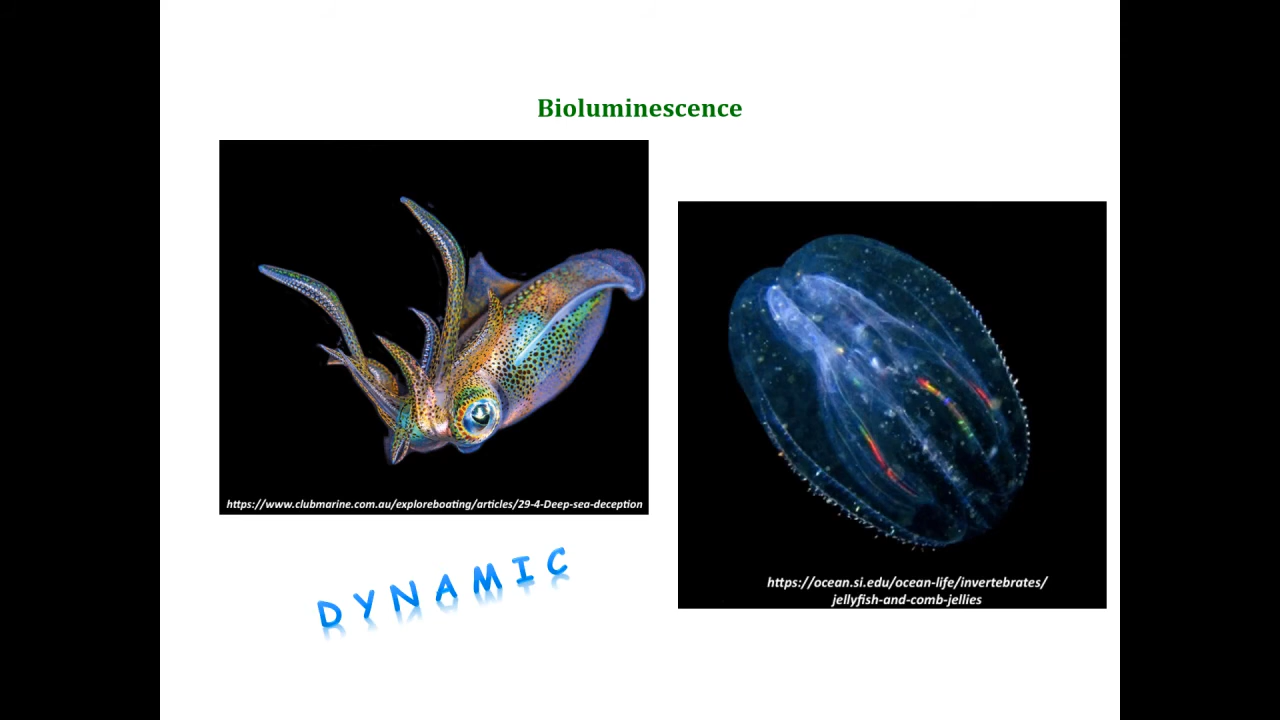 Bioluminescence
https://www.clubmarine.com.au/exploreboating/articles/29-4-Deep-sea-deception
https://ocean.si.edu/ocean-life/invertebrates/
jellyfish-and-comb-jellies
DYNAMIC